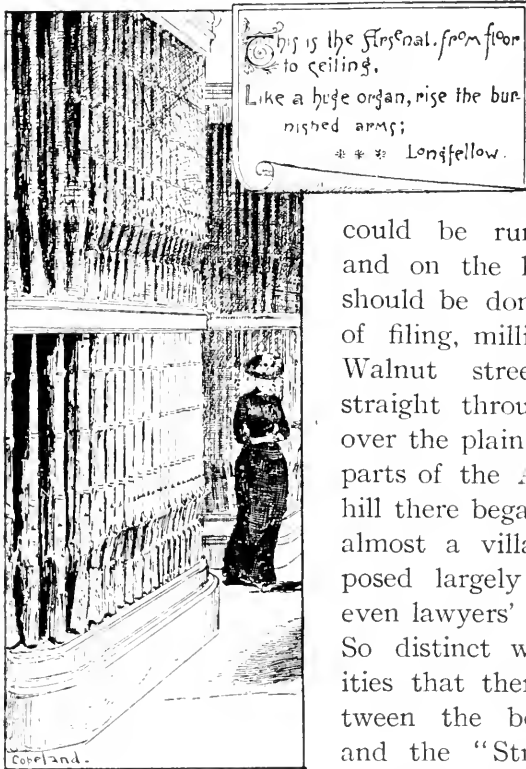 This is the Arsenal. from floor
to ceiling,
Like a huge organ, rise the bur-
nished arms;
* * * Longfellow.
could be run
and on the
should be don
of filing, milli
Walnut stree
straight throu
over the plain
parts of the
hill there bega
almost a villa
posed largely
even lawyers'
So distinct w
ities that ther
tween the b
and the "Str
Copeland.